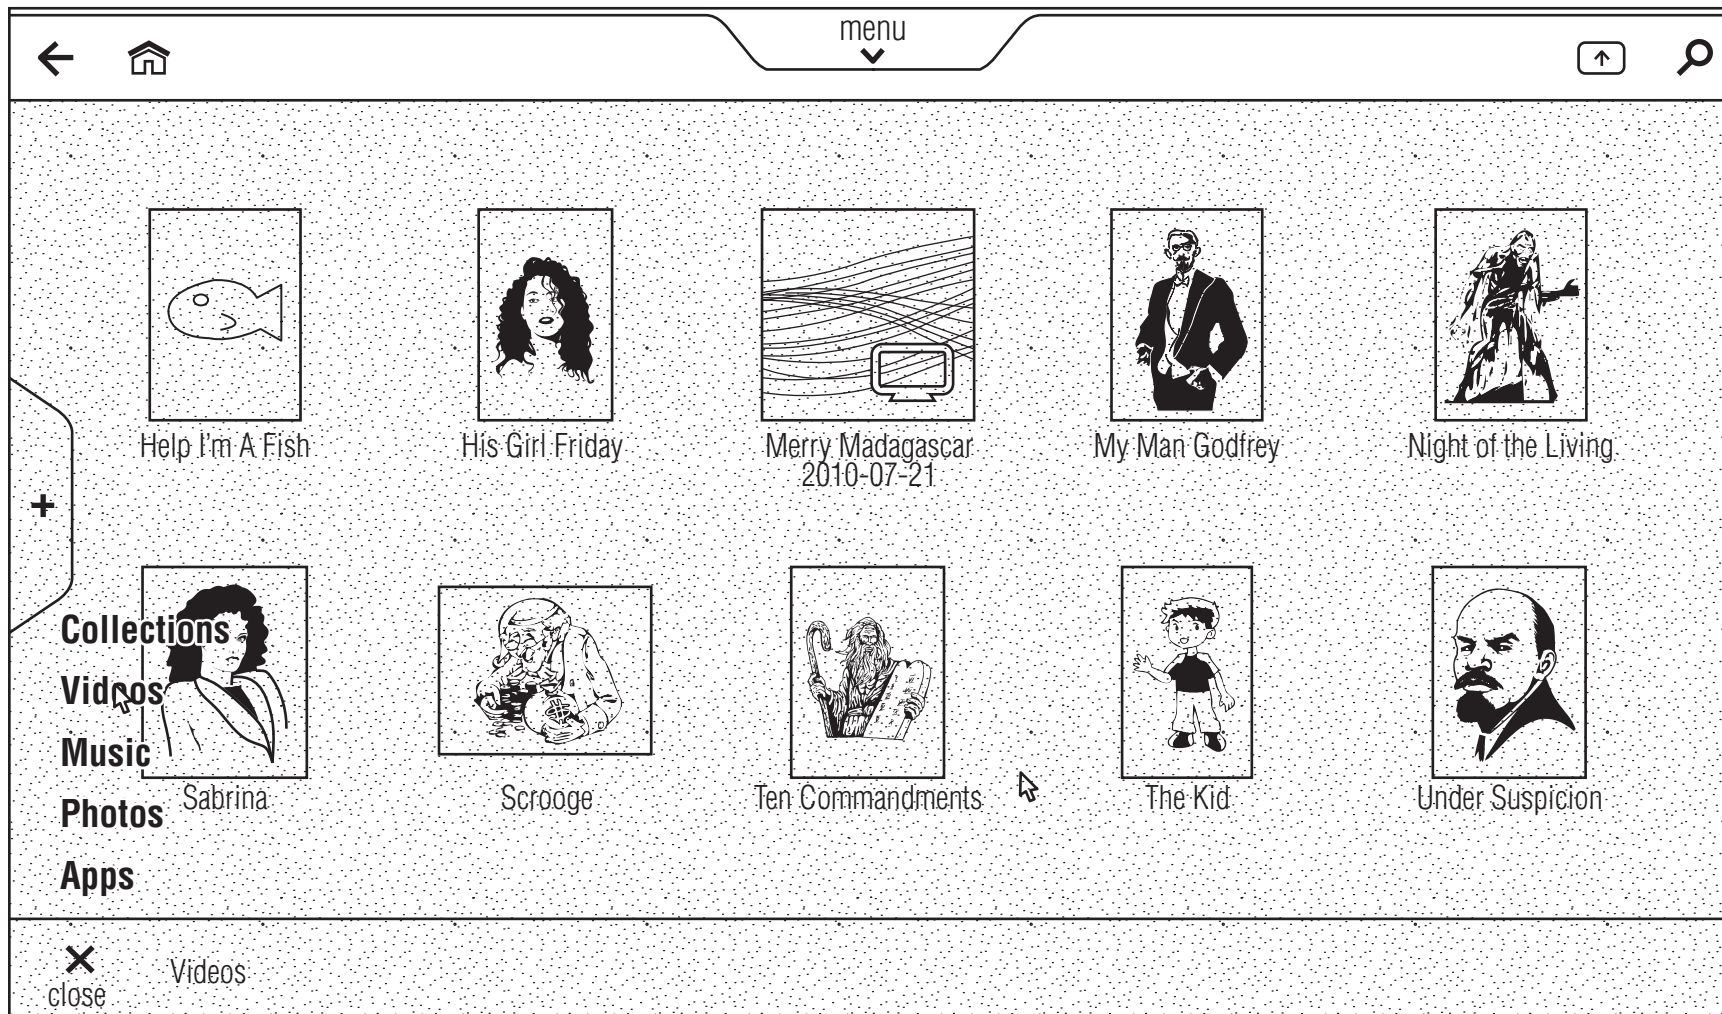 menu
Help I'm A Fish
His Girl Friday
Merry Madagascar
2010-07-21
My Man Godfrey
Night of the Living
+
Collections
Videos
Music
Photos
Apps
Sabrina
Scrooge
Ten Commandments
The Kid
Under Suspicion
close
Videos